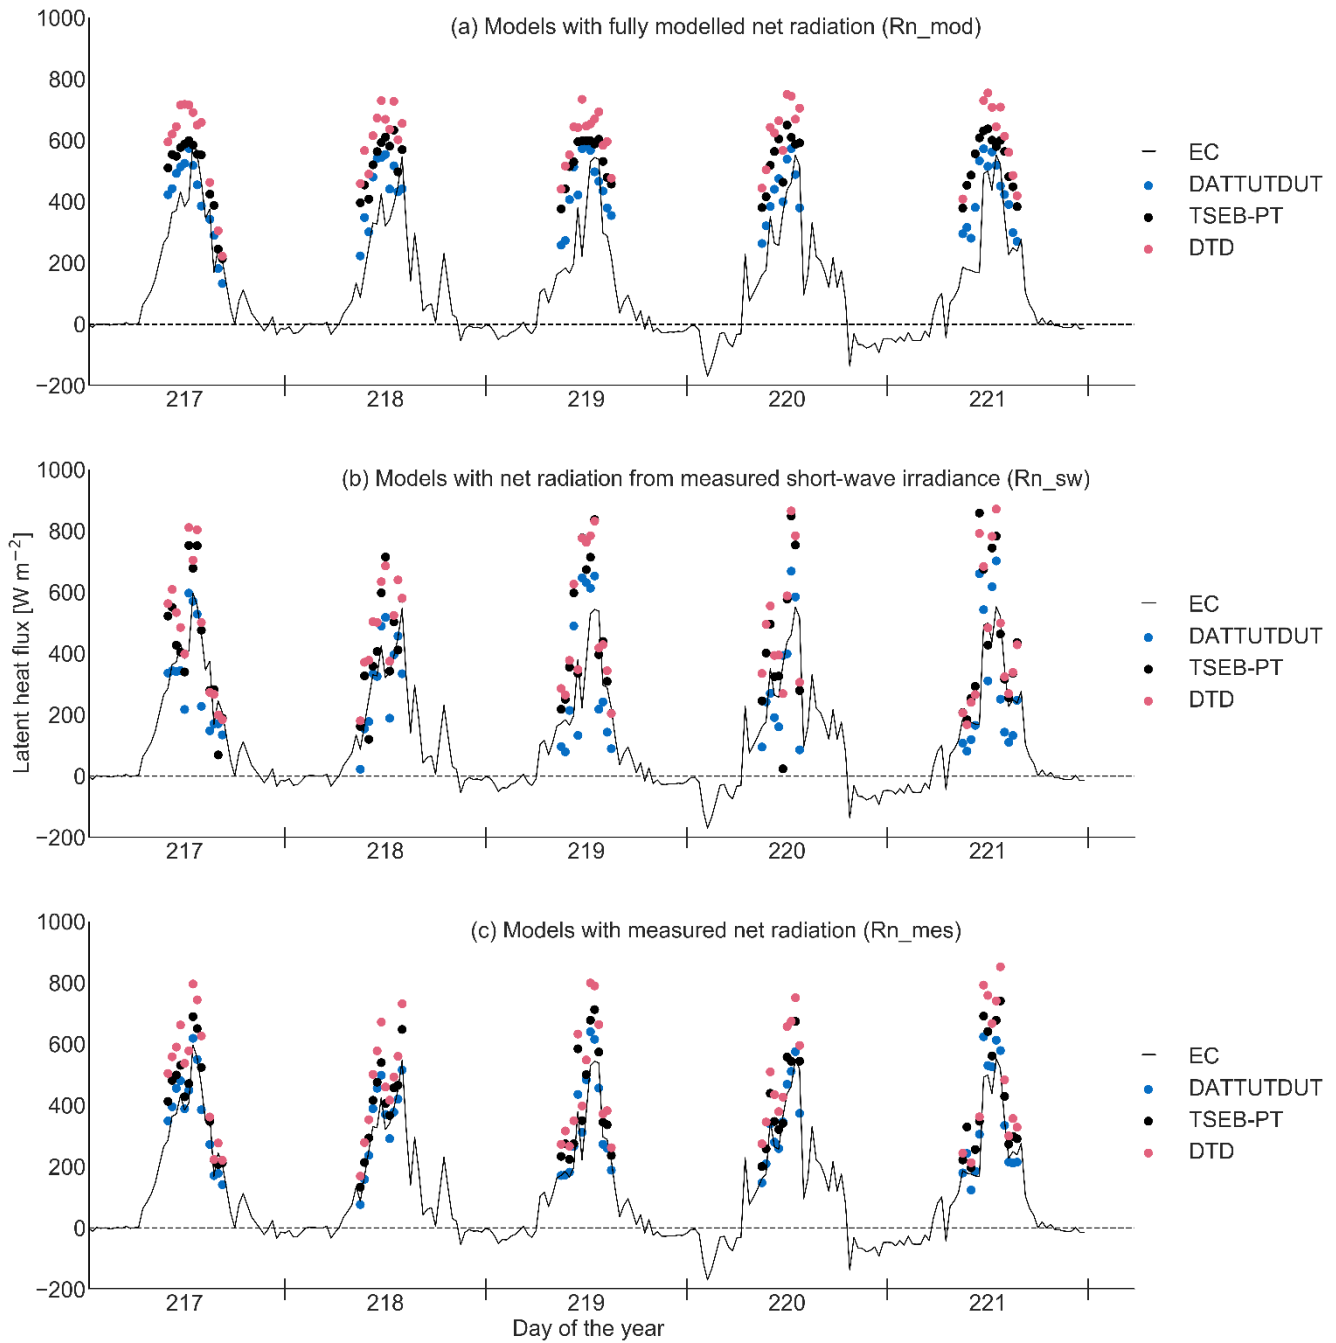 (a) Models with fully modelled net radiation (Rn_mod)
1000
800
600
400
200
0
−200
217 218 219 220 221
EC
DATTUTDUT
TSEB-PT
DTD
(b) Models with net radiation from measured short-wave irradiance (Rn_sw)
Latent heat flux [W m−2]
1000
800
600
400
200
0
−200
217 218 219 220 221
EC
DATTUTDUT
TSEB-PT
DTD
(c) Models with measured net radiation (Rn_mes)
1000
800
600
400
200
0
−200
217 218 219 220 221
EC
DATTUTDUT
TSEB-PT
DTD
Day of the year